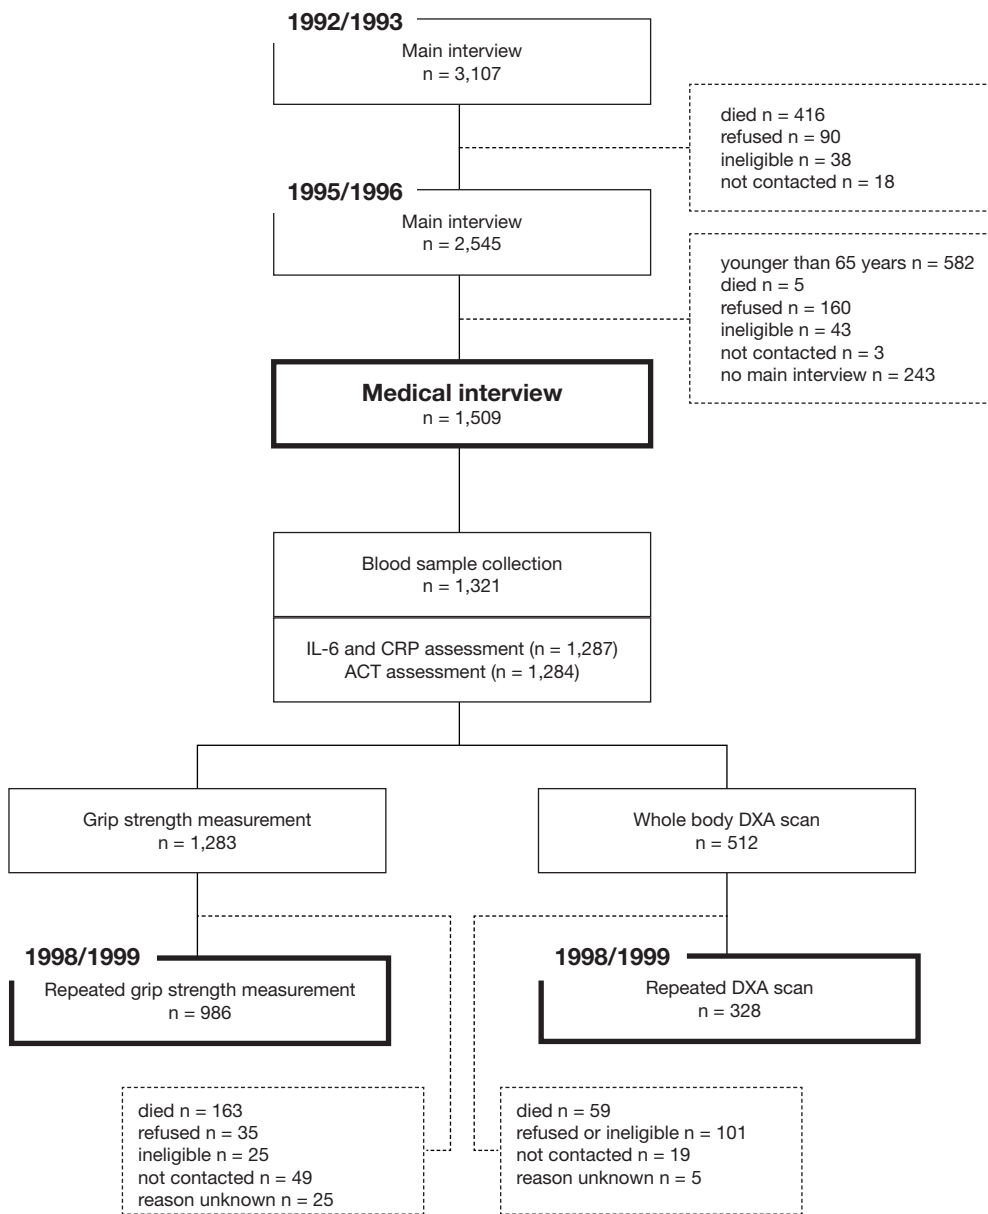 1992/1993
Main interview
n = 3,107
died n = 416
refused n = 90
ineligible n = 38
not contacted n = 18
1995/1996
Main interview
n = 2,545
younger than 65 years n = 582
died n = 5
refused n = 160
ineligible n = 43
not contacted n = 3
no main interview n = 243
Medical interview
n = 1,509
Blood sample collection
n = 1,321
IL-6 and CRP assessment (n = 1,287)
ACT assessment (n = 1,284)
Grip strength measurement
n = 1,283
Whole body DXA scan
n = 512
1998/1999
Repeated grip strength measurement
n = 986
1998/1999
Repeated DXA scan
n = 328
died n = 163
refused n = 35
ineligible n = 25
not contacted n = 49
reason unknown n = 25
died n = 59
refused or ineligible n = 101
not contacted n = 19
reason unknown n = 5